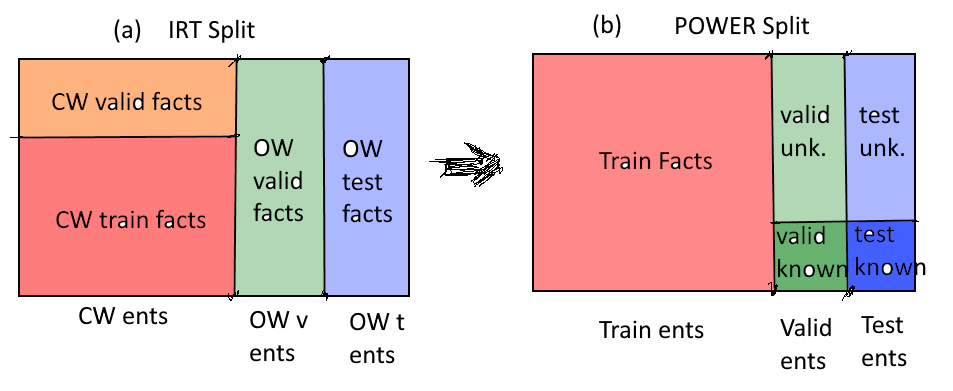 (a) IRT Split
CW valid facts
CW train facts
OW
valid
facts
OW
test
facts
CW ents
OW v
ents
OW t
ents
(b) POWER Split
Train Facts
valid
unk.
test
unk.
valid
known
test
known
Train ents
Valid
ents
Test
ents